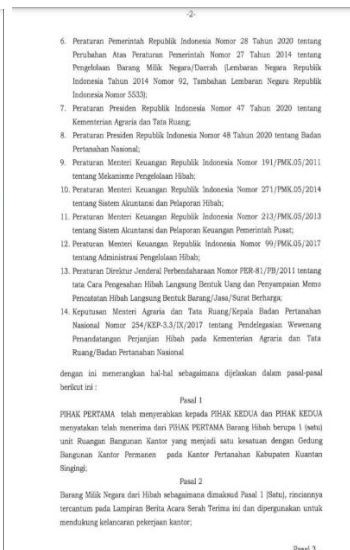 -2-
6. Peraturan Pemerintah Republik Indonesia Nomor 28 Tahun 2020 tentang
Perubahan Atas Peraturan Pemerintah Nomor 27 Tahun 2014 tentang
Pengelolaan Barang Milik Negara/Daerah (Lembaran Negara Republik
Indonesia Tahun 2014 Nomor 92, Tambahan Lembaran Negara Republik
Indonesia Nomor 5533);
7. Peraturan Presiden Republik Indonesia Nomor 47 Tahun 2020 tentang
Kementerian Agraria dan Tata Ruang;
8. Peraturan Presiden Republik Indonesia Nomor 48 Tahun 2020 tentang Badan
Pertanahan Nasional;
9. Peraturan Menteri Keuangan Republik Indonesia Nomor 191/PMK.05/2011
tentang Mekanisme Pengelolaan Hibah;
10. Peraturan Menteri Keuangan Republik Indonesia Nomor 271/PMK.05/2014
tentang Sistem Akuntansi dan Pelaporan Hibah;
11. Peraturan Menteri Keuangan Republik Indonesia Nomor 213/PMK.05/2013
tentang Sistem Akuntansi dan Pelaporan Keuangan Pemerintah Pusat;
12. Peraturan Menteri Keuangan Republik Indonesia Nomor 99/PMK.05/2017
tentang Administrasi Pengelolaan Hibah;
13. Peraturan Direktur Jenderal Perbendaharaan Nomor PER-81/PB/2011 tentang
tata Cara Pengesahan Hibah Langsung Bentuk Uang dan Penyampaian Memo
Pencatatan Hibah Langsung Bentuk Barang/Jasa/Surat Berharga;
14. Keputusan Menteri Agraria dan Tata Ruang/Kepala Badan Pertanahan
Nasional Nomor 254/KEP-3.3/IX/2017 tentang Pendelegasian Wewenang
Penandatangan Perjanjian Hibah pada Kementerian Agraria dan Tata
Ruang/Badan Pertanahan Nasional
dengan ini menerangkan hal-hal sebagaimana dijelaskan dalam pasal-pasal
berikut ini :
Pasal 1
PIHAK PERTAMA telah menyerahkan kepada PIHAK KEDUA dan PIHAK KEDUA
menyatakan telah menerima dari PIHAK PERTAMA Barang Hibah berupa 1 (satu)
unit Ruangan Bangunan Kantor yang menjadi satu kesatuan dengan Gedung
Bangunan Kantor Permanen pada Kantor Pertanahan Kabupaten Kuantan
Singingi;
Pasal 2
Barang Milik Negara dari Hibah sebagaimana dimaksud Pasal 1 (Satu), rinciannya
tercantum pada Lampiran Berita Acara Serah Terima ini dan dipergunakan untuk
mendukung kelancaran pekerjaan kantor;
Pasal 3